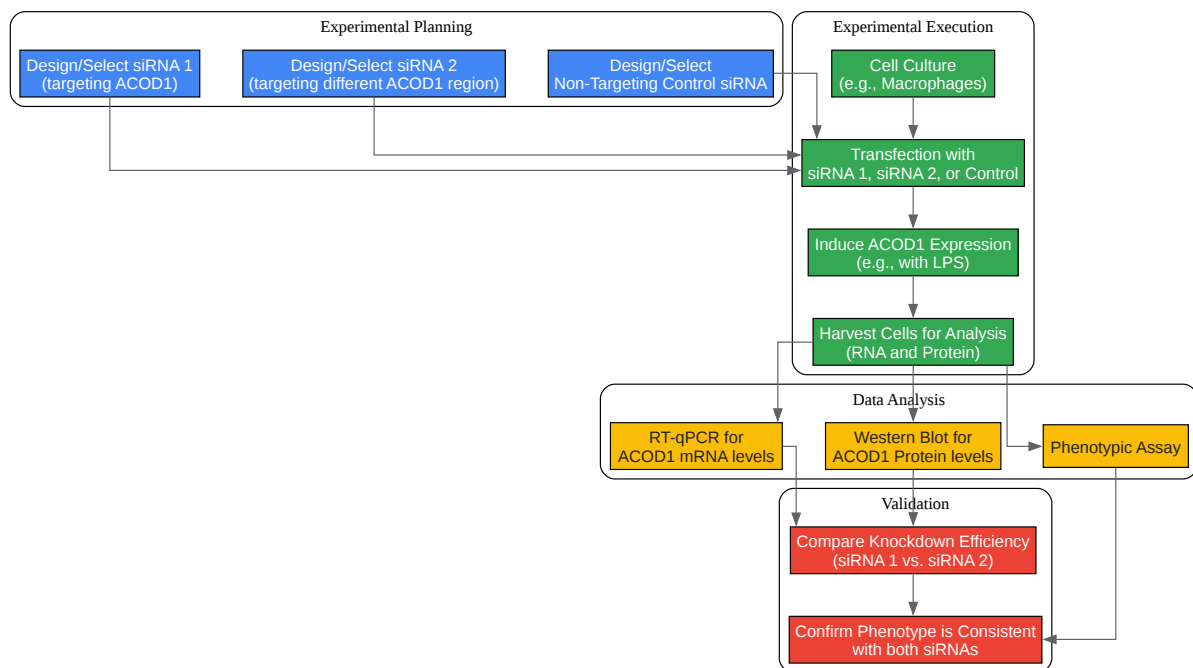 Experimental Planning
Design/Select siRNA 1
(targeting ACOD1)
Design/Select siRNA 2
(targeting different ACOD1 region)
Design/Select
Non-Targeting Control siRNA
Experimental Execution
Cell Culture
(e.g., Macrophages)
Transfection with
siRNA 1, siRNA 2, or Control
Induce ACOD1 Expression
(e.g., with LPS)
Harvest Cells for Analysis
(RNA and Protein)
Data Analysis
RT-qPCR for
ACOD1 mRNA levels
Western Blot for
ACOD1 Protein levels
Phenotypic Assay
Validation
Compare Knockdown Efficiency
(siRNA 1 vs. siRNA 2)
Confirm Phenotype is Consistent
with both siRNAs